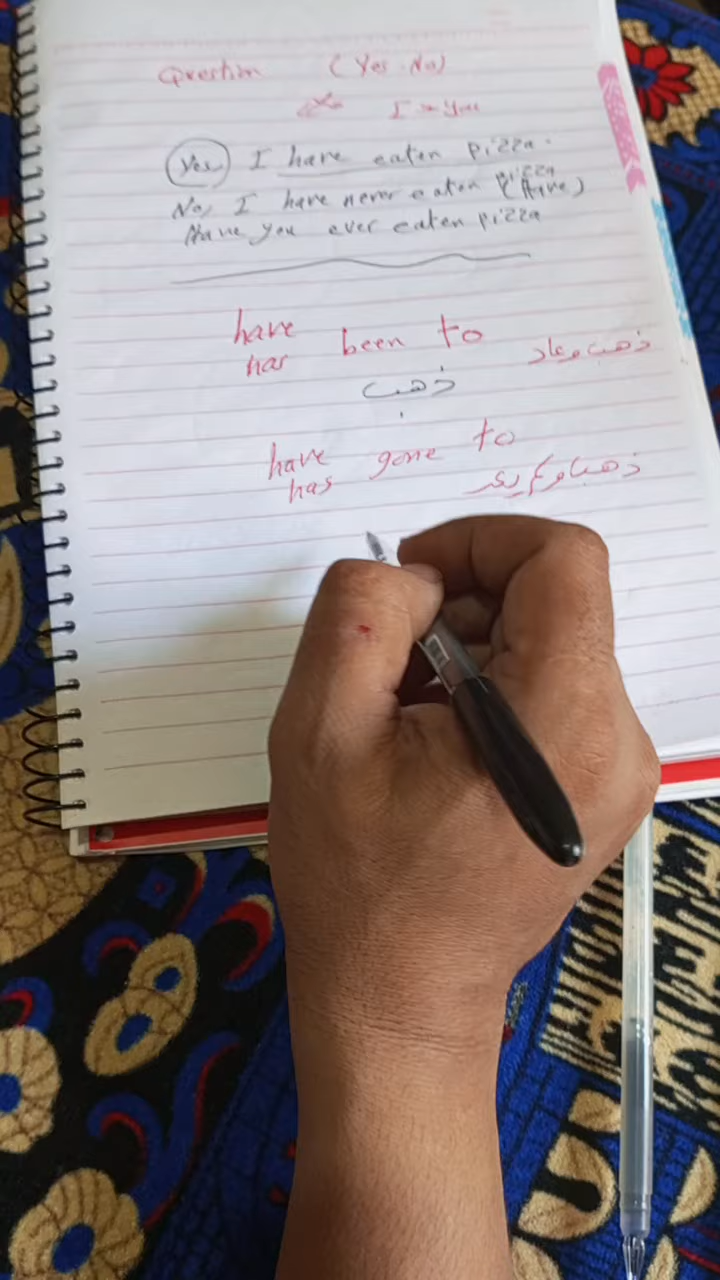 Question (Yes - No)
I → you
Yes I have eaten pizza.
pizza
No, I have never eaten (Have)
Have you ever eaten pizza
have
has been to ذهب وعاد
ذهب
have gone to
has ذهب ولم يعد